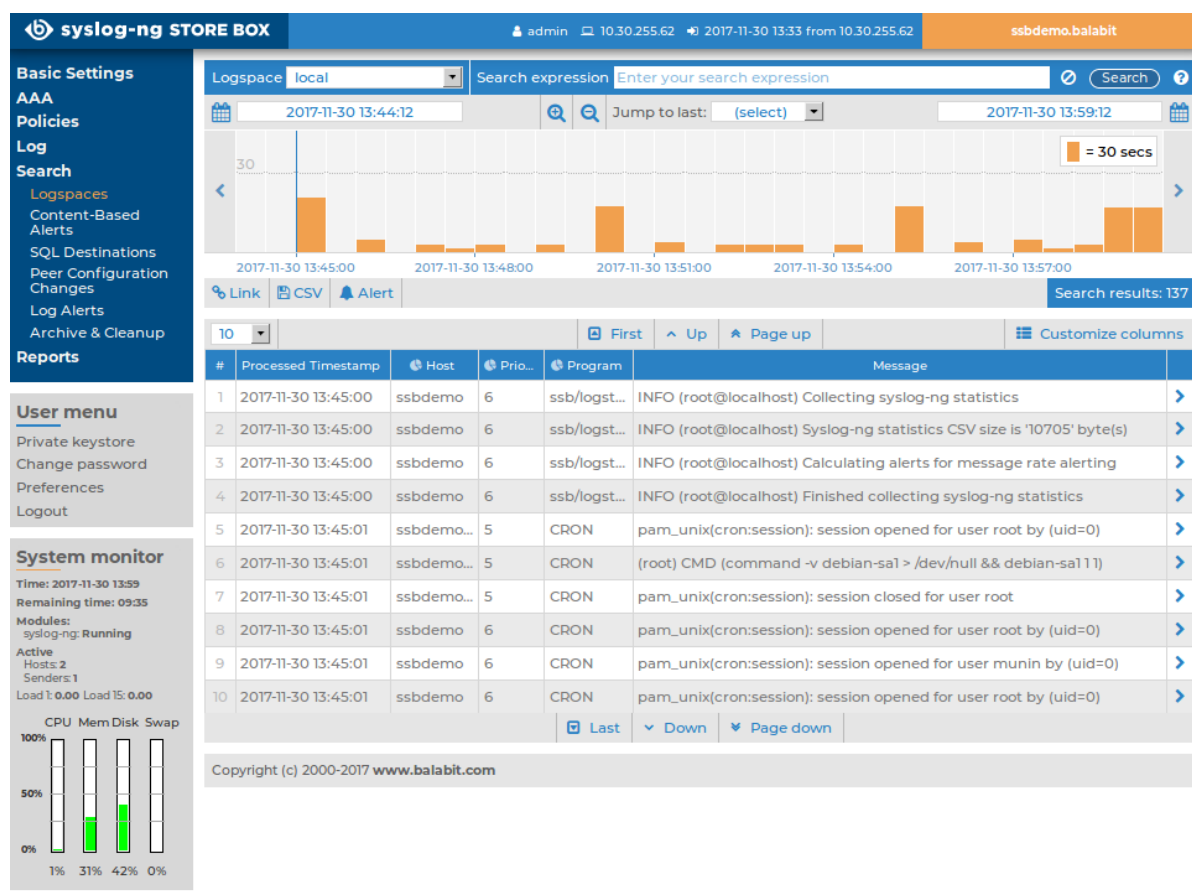 syslog-ng STORE BOX
admin 10.30.255.62 2017-11-30 13:33 from 10.30.255.62
ssbdemo.balabit
Basic Settings
AAA
Policies
Log
Search
Logspaces
Content-Based
Alerts
SQL Destinations
Peer Configuration
Changes
Log Alerts
Archive & Cleanup
Reports
User menu
Private keystore
Change password
Preferences
Logout
System monitor
Time: 2017-11-30 13:59
Remaining time: 09:35
Modules:
syslog-ng: Running
Active
Hosts: 2
Senders: 1
Load 1: 0.00 Load 15: 0.00
CPU Mem Disk Swap
100%
50%
0%
1% 31% 42% 0%
Logspace local Search expression Enter your search expression Search
2017-11-30 13:44:12 Jump to last: (select) 2017-11-30 13:59:12
30
= 30 secs
2017-11-30 13:45:00 2017-11-30 13:48:00 2017-11-30 13:51:00 2017-11-30 13:54:00 2017-11-30 13:57:00
Link CSV Alert Search results: 137
10 First Up Page up Customize columns
# Processed Timestamp Host Prio... Program Message
1 2017-11-30 13:45:00 ssbdemo 6 ssb/logst... INFO (root@localhost) Collecting syslog-ng statistics
2 2017-11-30 13:45:00 ssbdemo 6 ssb/logst... INFO (root@localhost) Syslog-ng statistics CSV size is '10705' byte(s)
3 2017-11-30 13:45:00 ssbdemo 6 ssb/logst... INFO (root@localhost) Calculating alerts for message rate alerting
4 2017-11-30 13:45:00 ssbdemo 6 ssb/logst... INFO (root@localhost) Finished collecting syslog-ng statistics
5 2017-11-30 13:45:01 ssbdemo... 5 CRON pam_unix(cron:session): session opened for user root by (uid=0)
6 2017-11-30 13:45:01 ssbdemo... 5 CRON (root) CMD (command -v debian-sa1 > /dev/null && debian-sa1 1 1)
7 2017-11-30 13:45:01 ssbdemo... 5 CRON pam_unix(cron:session): session closed for user root
8 2017-11-30 13:45:01 ssbdemo 6 CRON pam_unix(cron:session): session opened for user root by (uid=0)
9 2017-11-30 13:45:01 ssbdemo 6 CRON pam_unix(cron:session): session opened for user munin by (uid=0)
10 2017-11-30 13:45:01 ssbdemo 6 CRON pam_unix(cron:session): session opened for user root by (uid=0)
Last Down Page down
Copyright (c) 2000-2017 www.balabit.com